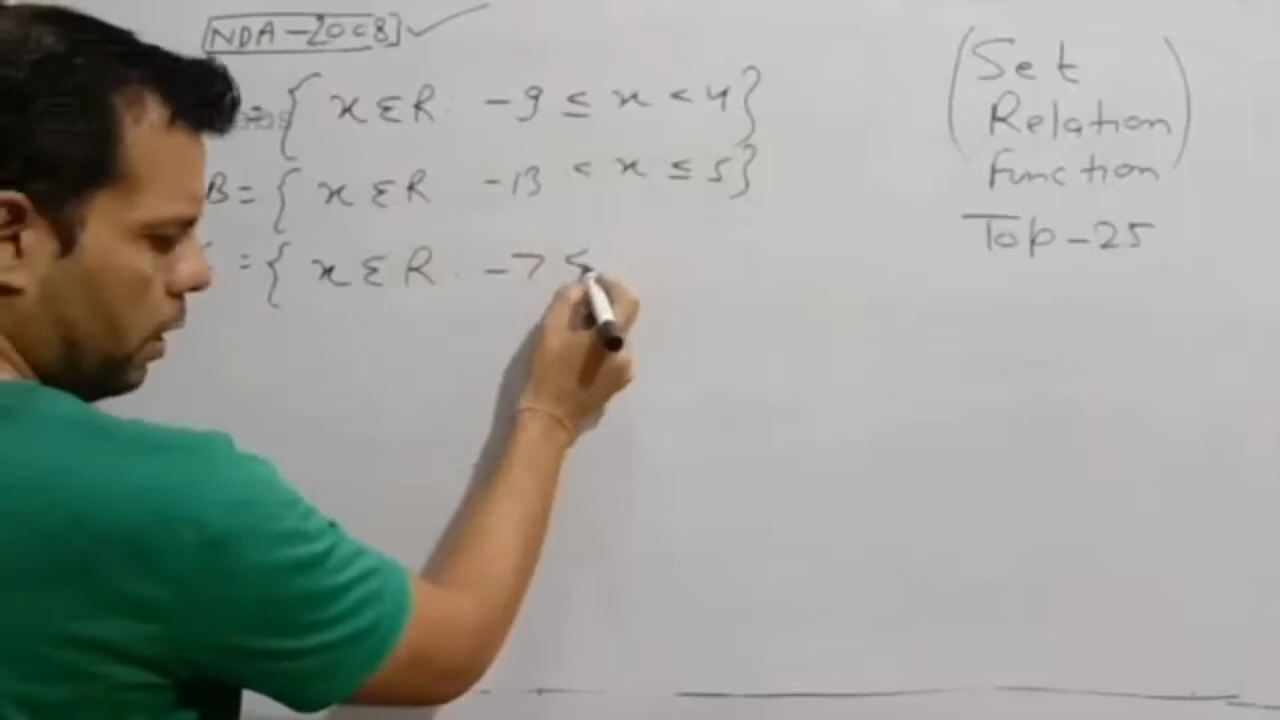 NDA-2008
= { x ∈ R -9 ≤ x < 4}
B = { x ∈ R -13 < x ≤ 5}
= { x ∈ R -7 ≤
(Set
Relation)
function
Top-25